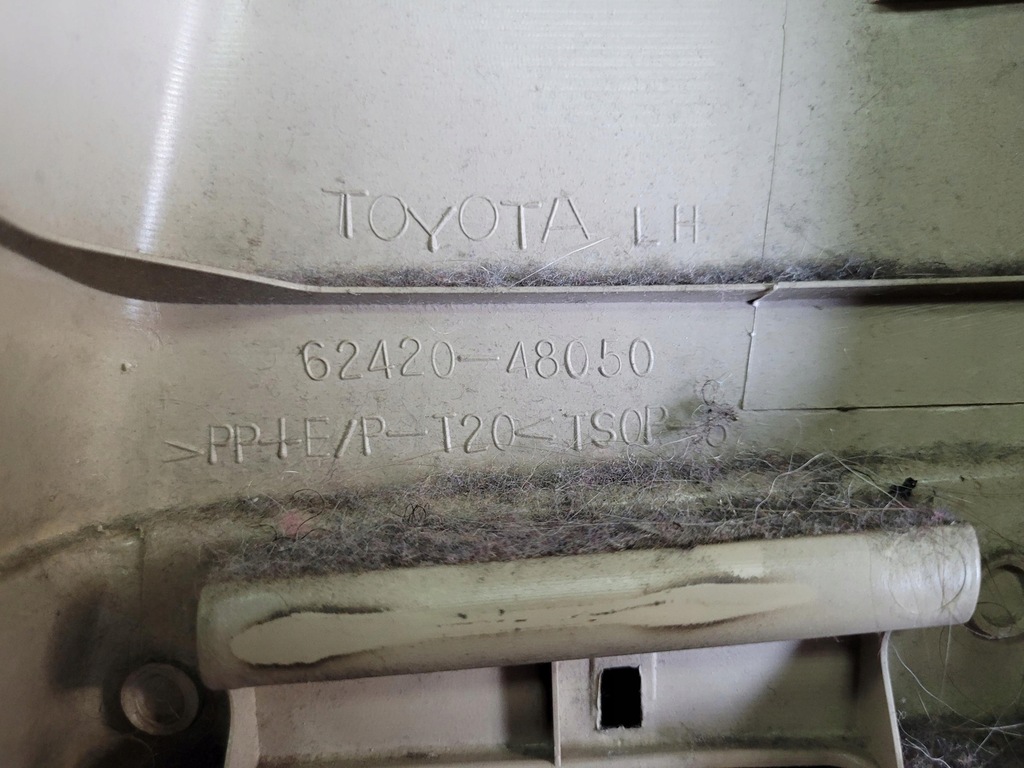 TOYOTA LH
62420-48050
>PP+E/P-T20< TSOP 5